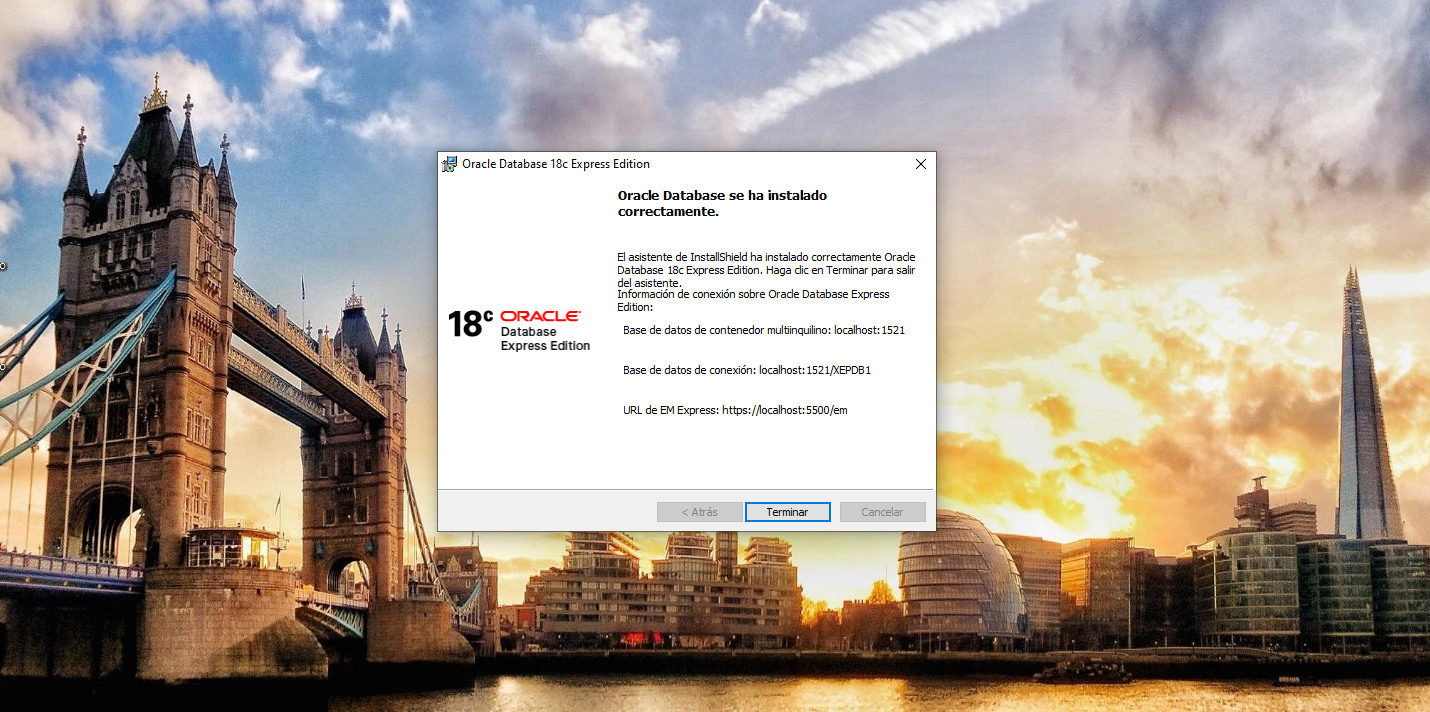 Oracle Database 18c Express Edition
Oracle Database se ha instalado
correctamente.
El asistente de InstallShield ha instalado correctamente Oracle
Database 18c Express Edition. Haga clic en Terminar para salir
del asistente.
Información de conexión sobre Oracle Database Express
Edition:
18c ORACLE
Database
Express Edition
Base de datos de contenedor multiinquilino: localhost:1521
Base de datos de conexión: localhost:1521/XEPDB1
URL de EM Express: https://localhost:5500/em
< Atrás
Terminar
Cancelar